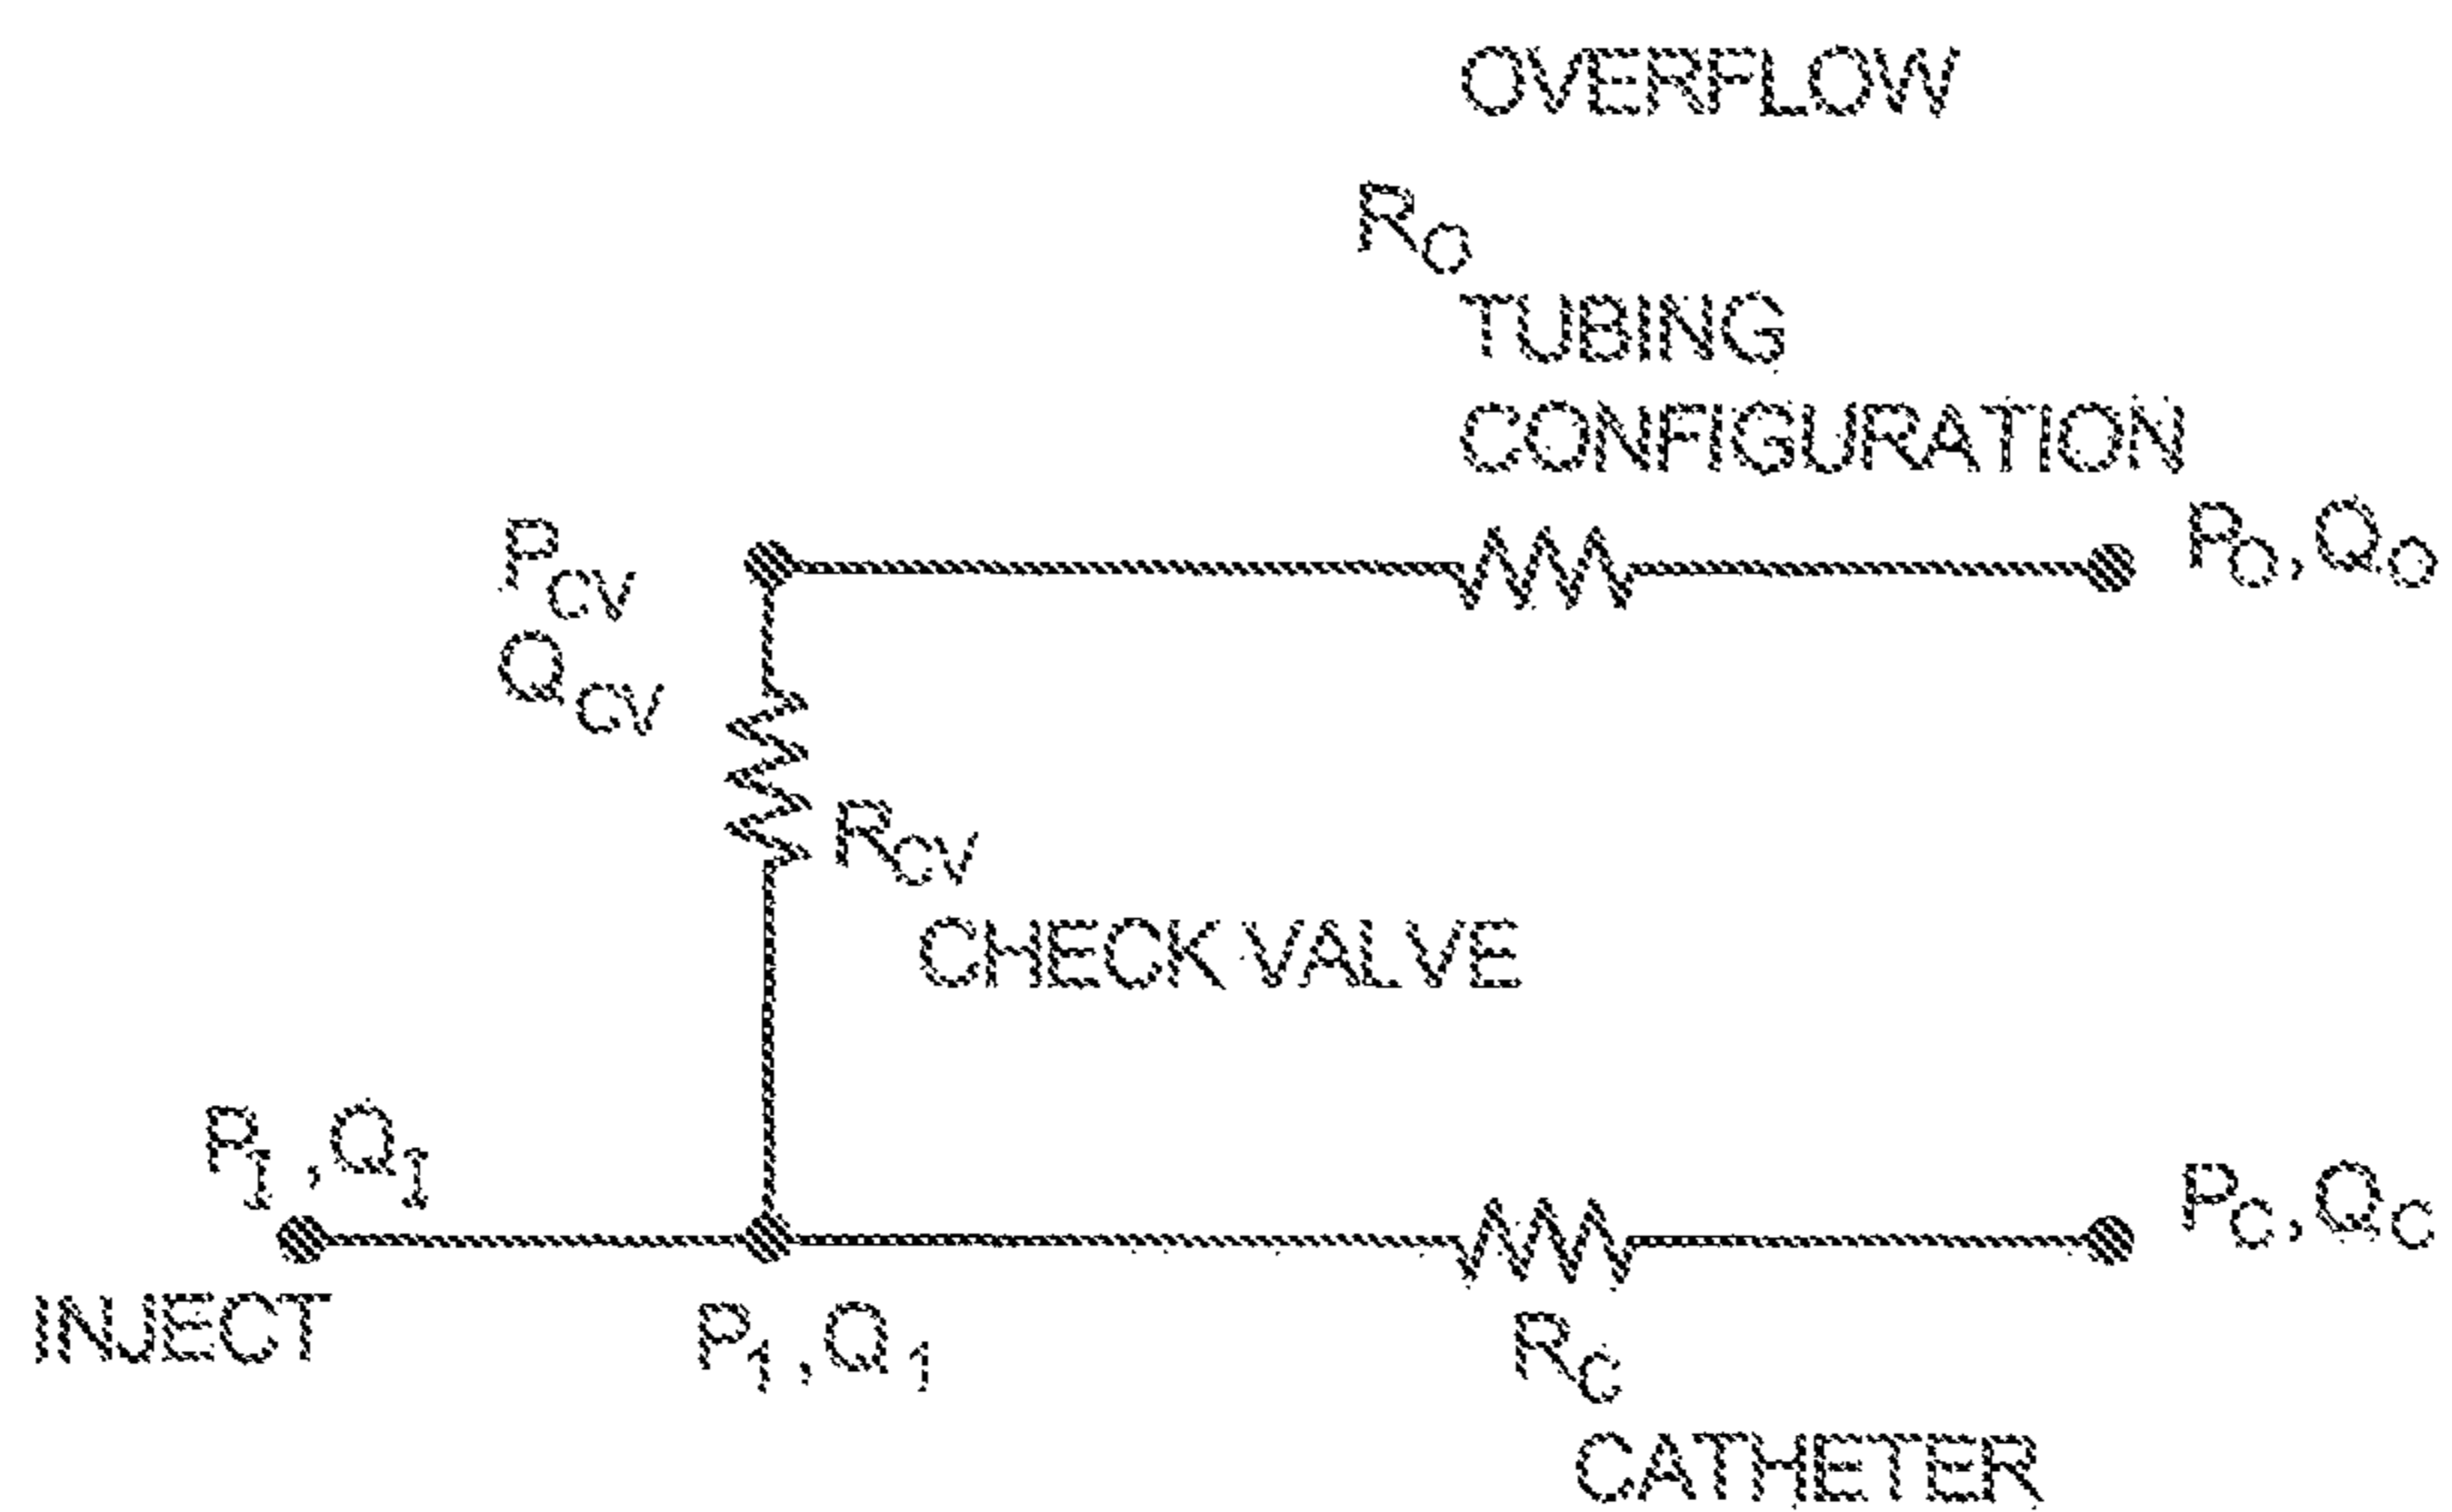 OVERFLOW
R_O
TUBING
CONFIGURATION
P_O, Q_O
P_CV
Q_CV
R_CV
CHECK VALVE
P_I, Q_I
P_C, Q_C
INJECT
P_1, Q_1
R_C
CATHETER